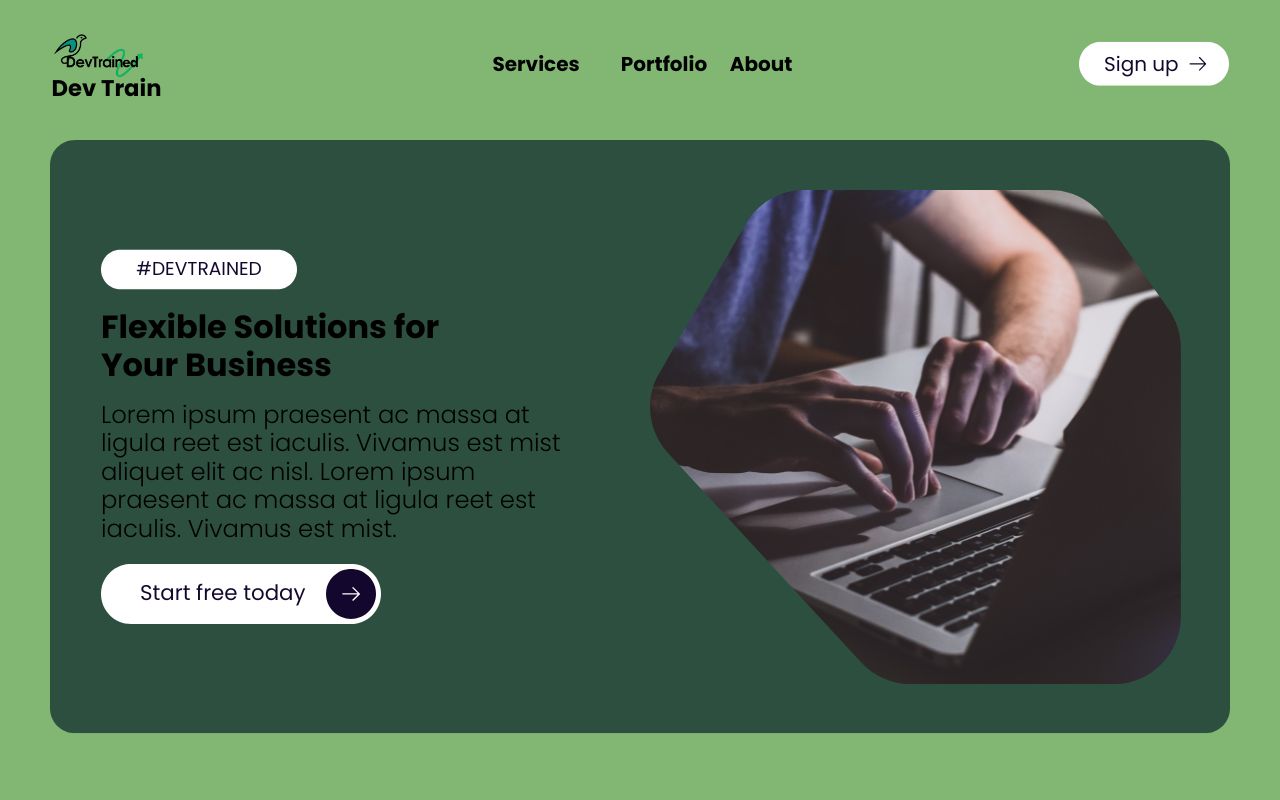 DevTrained
Dev Train
Services Portfolio About
Sign up
#DEVTRAINED
Flexible Solutions for
Your Business
Lorem ipsum praesent ac massa at
ligula reet est iaculis. Vivamus est mist
aliquet elit ac nisl. Lorem ipsum
praesent ac massa at ligula reet est
iaculis. Vivamus est mist.
Start free today